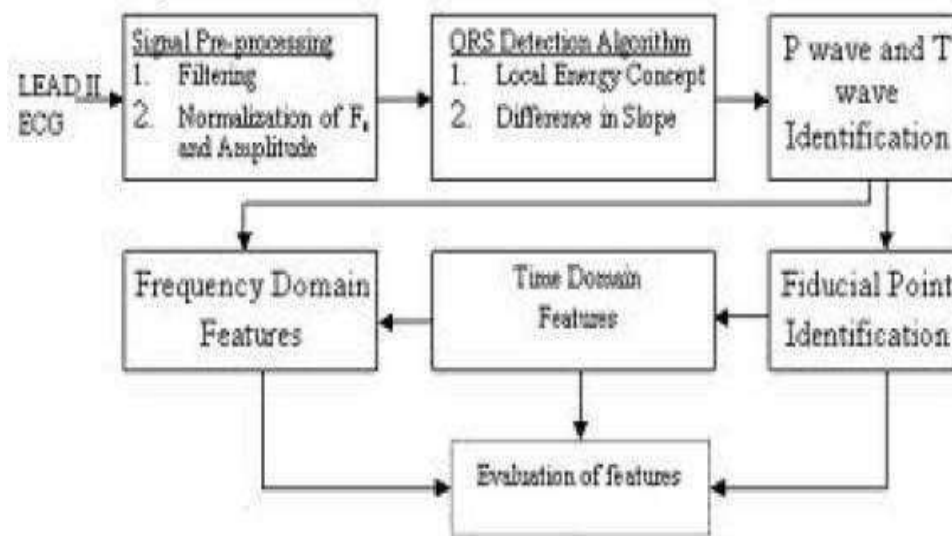 LEAD II
ECG
Signal Pre-processing
1. Filtering
2. Normalization of Fs
and Amplitude
QRS Detection Algorithm
1. Local Energy Concept
2. Difference in Slope
P wave and T
wave
Identification
Frequency Domain
Features
Time Domain
Features
Fiducial Point
Identification
Evaluation of features